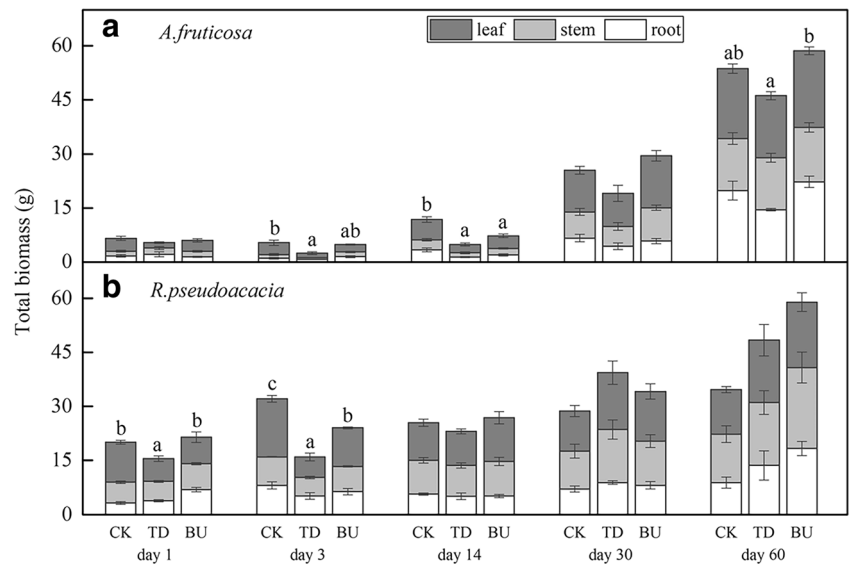 a A.fruticosa leaf stem root
60
45
30
15
0
b b ab
a a
b ab a a
b R.pseudoacacia
60
45
30
15
0
c
b a b a b
Total biomass (g)
CK TD BU CK TD BU CK TD BU CK TD BU CK TD BU
day 1 day 3 day 14 day 30 day 60